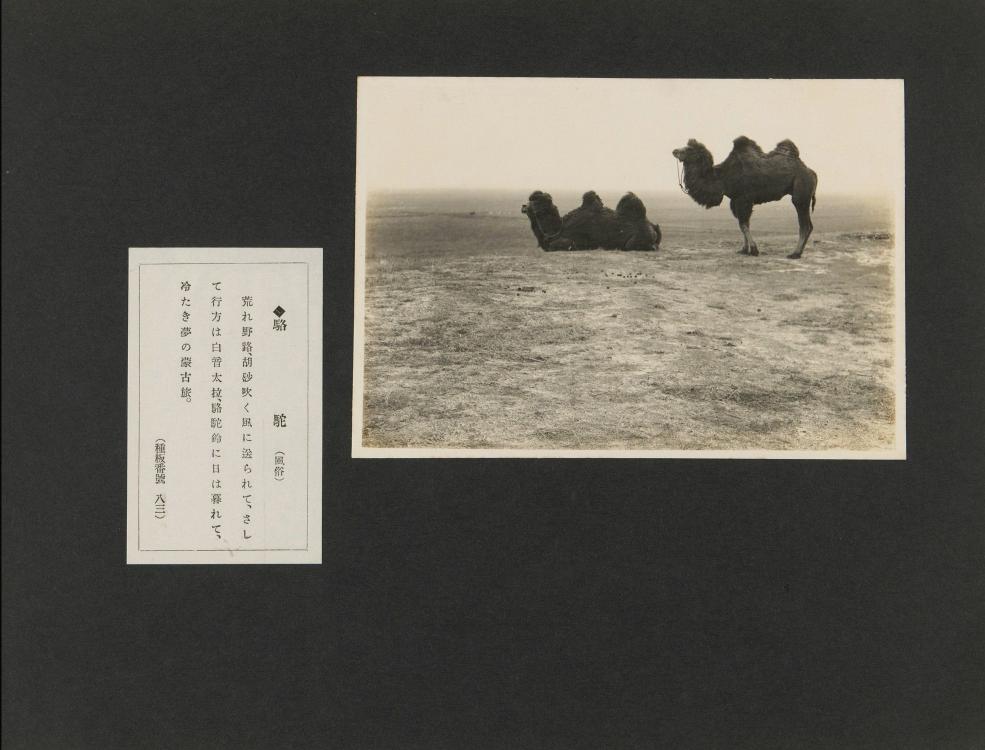 ◆駱駝（風俗）
荒れ野路、胡砂吹く風に送られて、さし
て行方は白音太拉、駱駝鈴に日は暮れて、
冷たき夢の蒙古旅。
（種板番號 八三）